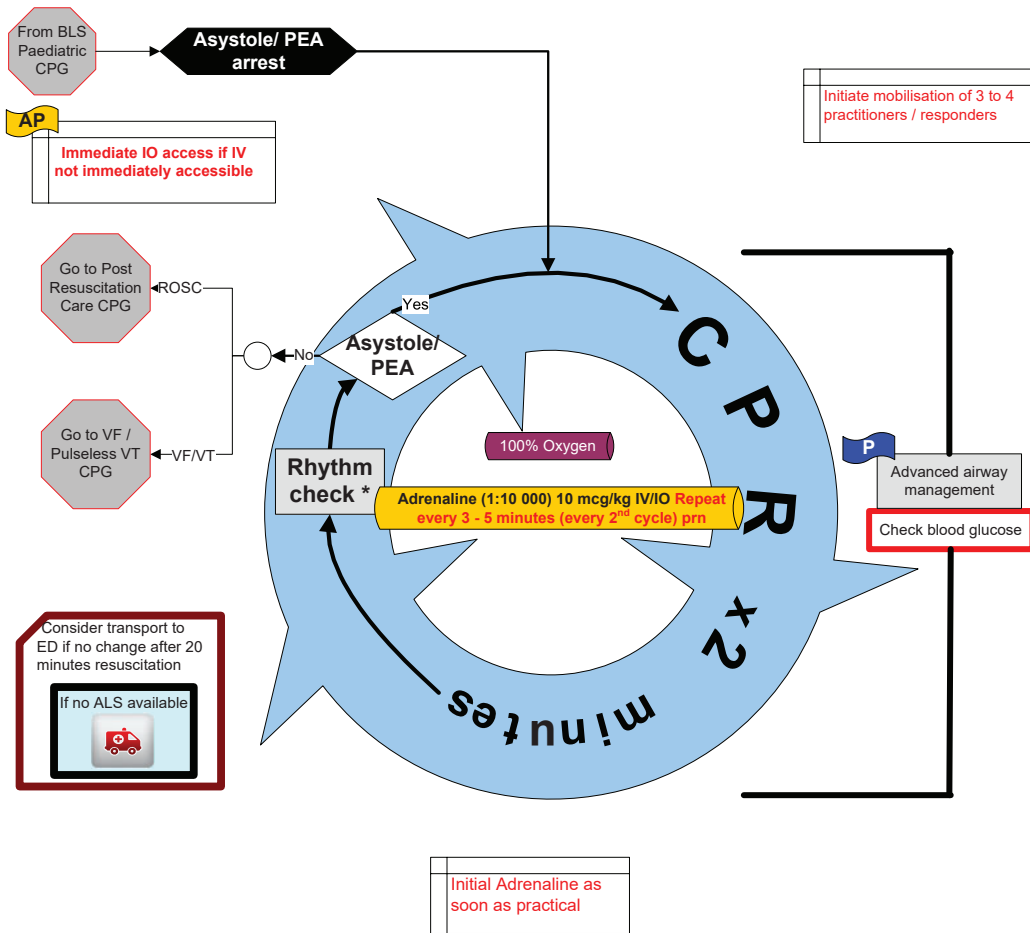 From BLS
Paediatric
CPG
Asystole/ PEA
arrest
Initiate mobilisation of 3 to 4
practitioners / responders
AP
Immediate IO access if IV
not immediately accessible
Go to Post
Resuscitation
Care CPG
ROSC
Yes
Asystole/
PEA
No
Go to VF /
Pulseless VT
CPG
VF/VT
100% Oxygen
Rhythm
check *
Adrenaline (1:10 000) 10 mcg/kg IV/IO Repeat
every 3 - 5 minutes (every 2nd cycle) prn
CPR x2 minutes
P
Advanced airway
management
Check blood glucose
Consider transport to
ED if no change after 20
minutes resuscitation
If no ALS available
Initial Adrenaline as
soon as practical